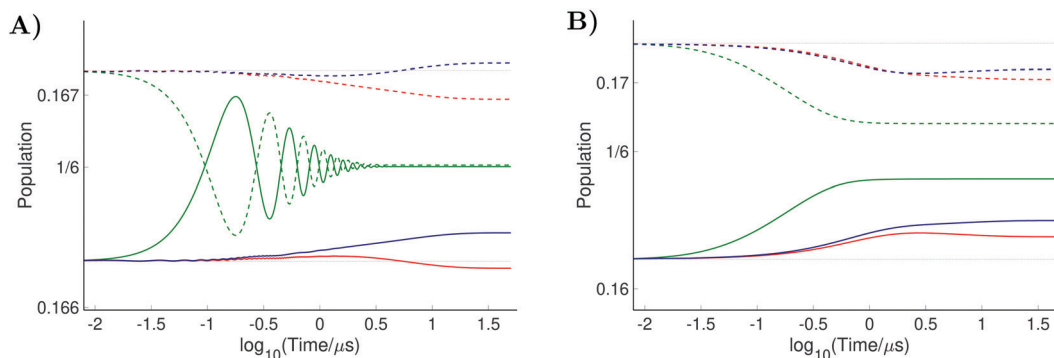 A)
Population
0.167
1/6
0.166
-2 -1.5 -1 -0.5 0 0.5 1 1.5
log10(Time/μs)
B)
Population
0.17
1/6
0.16
-2 -1.5 -1 -0.5 0 0.5 1 1.5
log10(Time/μs)